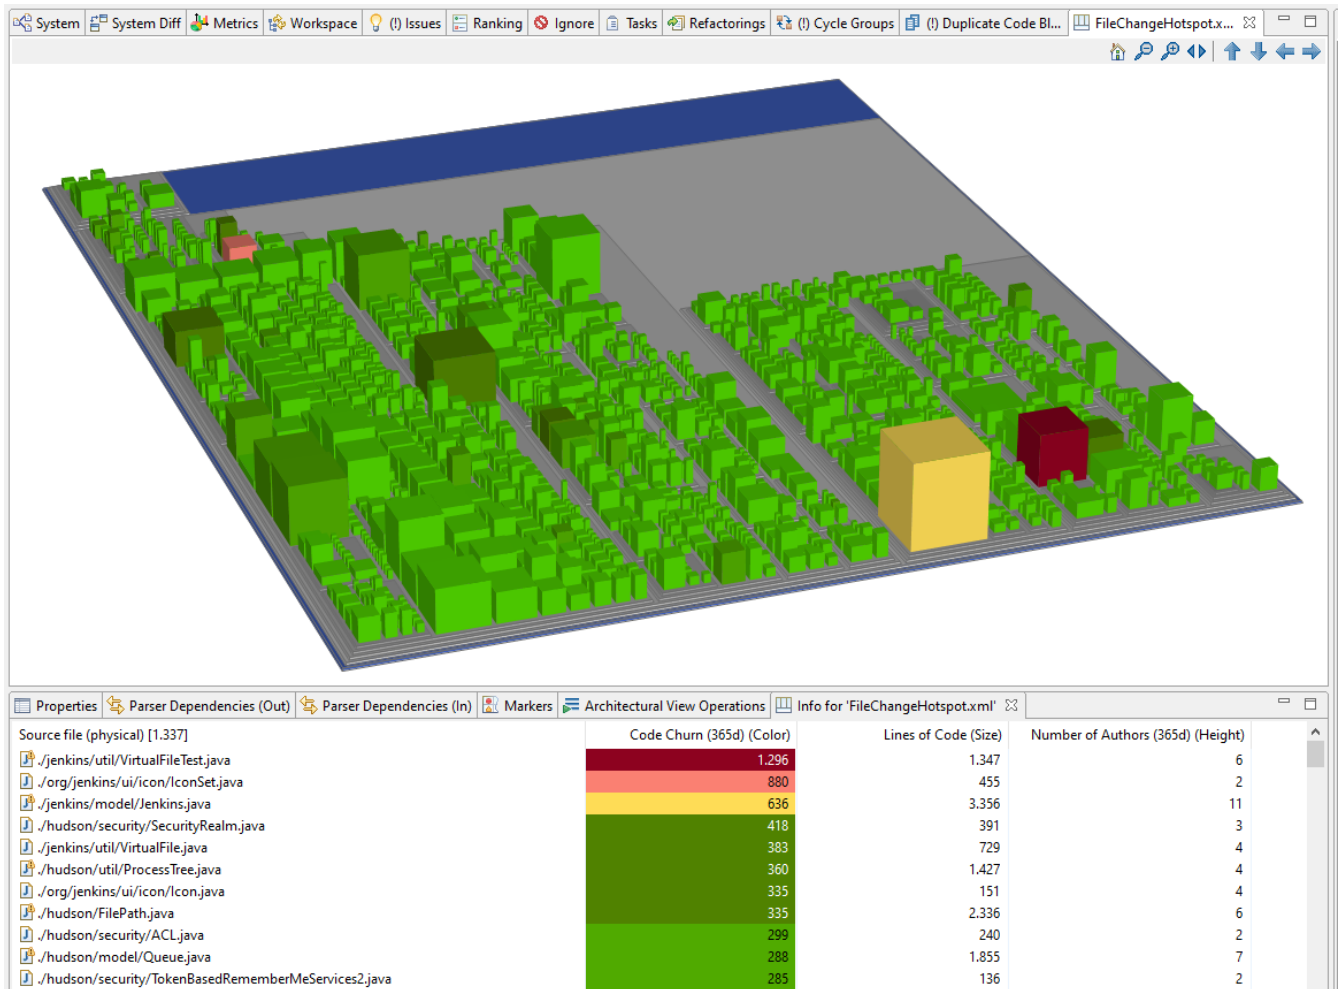 System System Diff Metrics Workspace (!) Issues Ranking Ignore Tasks Refactorings (!) Cycle Groups (!) Duplicate Code Bl... FileChangeHotspot.x...
Properties Parser Dependencies (Out) Parser Dependencies (In) Markers Architectural View Operations Info for 'FileChangeHotspot.xml'
Source file (physical) [1.337] Code Churn (365d) (Color) Lines of Code (Size) Number of Authors (365d) (Height)
./jenkins/util/VirtualFileTest.java 1.296 1.347 6
./org/jenkins/ui/icon/IconSet.java 880 455 2
./jenkins/model/Jenkins.java 636 3.356 11
./hudson/security/SecurityRealm.java 418 391 3
./jenkins/util/VirtualFile.java 383 729 4
./hudson/util/ProcessTree.java 360 1.427 4
./org/jenkins/ui/icon/Icon.java 335 151 4
./hudson/FilePath.java 335 2.336 6
./hudson/security/ACL.java 299 240 2
./hudson/model/Queue.java 288 1.855 7
./hudson/security/TokenBasedRememberMeServices2.java 285 136 2